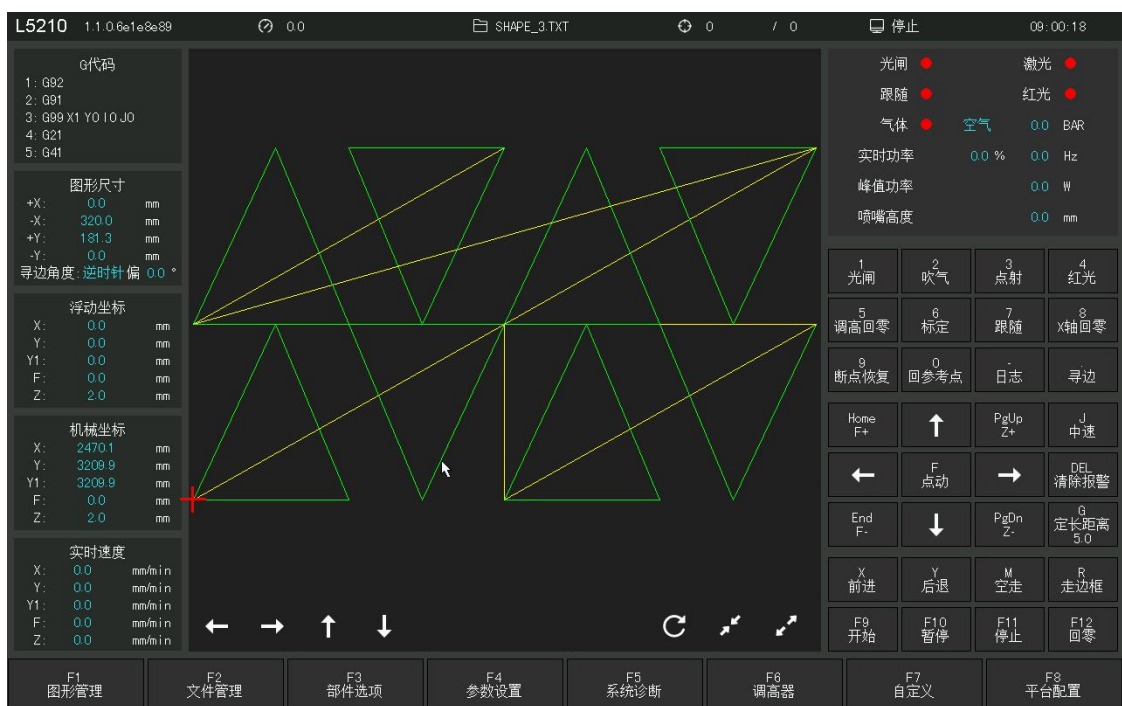 L5210 1.1.0.6e1e8e89 0.0 SHAPE_3.TXT 0 / 0 停止 09:00:18
G代码
1: G92
2: G91
3: G99 X1 Y0 I0 J0
4: G21
5: G41
图形尺寸
+X: 0.0 mm
-X: 320.0 mm
+Y: 181.3 mm
-Y: 0.0 mm
寻边角度:逆时针偏 0.0 °
浮动坐标
X: 0.0 mm
Y: 0.0 mm
Y1: 0.0 mm
F: 0.0 mm
Z: 2.0 mm
机械坐标
X: 2470.1 mm
Y: 3209.9 mm
Y1: 3209.9 mm
F: 0.0 mm
Z: 2.0 mm
实时速度
X: 0.0 mm/min
Y: 0.0 mm/min
Y1: 0.0 mm/min
F: 0.0 mm/min
Z: 0.0 mm/min
光闸 激光
跟随 红光
气体 空气 0.0 BAR
实时功率 0.0 % 0.0 Hz
峰值功率 0.0 W
喷嘴高度 0.0 mm
1 2 3 4
光闸 吹气 点射 红光
5 6 7 8
调高回零 标定 跟随 X轴回零
9 0 - .
断点恢复 回参考点 日志 寻边
Home PgUp J
F+ Z+ 中速
F DEL
点动 清除报警
End PgDn G
F- Z- 定长距离
5.0
X Y M R
前进 后退 空走 走边框
F9 F10 F11 F12
开始 暂停 停止 回零
F1 F2 F3 F4 F5 F6 F7 F8
图形管理 文件管理 部件选项 参数设置 系统诊断 调高器 自定义 平台配置